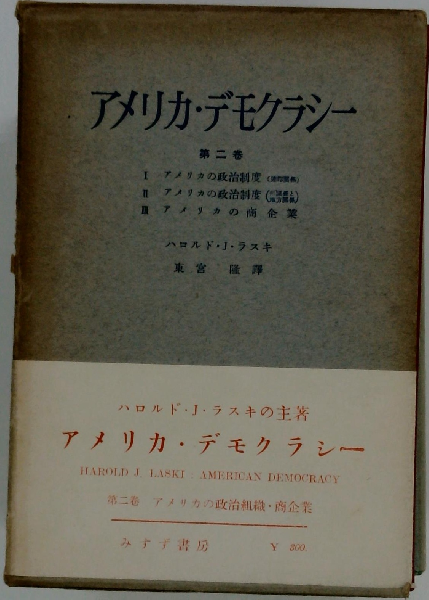 アメリカ・デモクラシー
第二巻
I アメリカの政治制度
II アメリカの政治制度
III アメリカの商企業
ハロルド・J・ラスキ
東宮 隆譯
ハロルド・J・ラスキの主著
アメリカ・デモクラシー
HAROLD J. LASKI : AMERICAN DEMOCRACY
第二巻 アメリカの政治組織・商企業
みすず書房 ¥ 360.